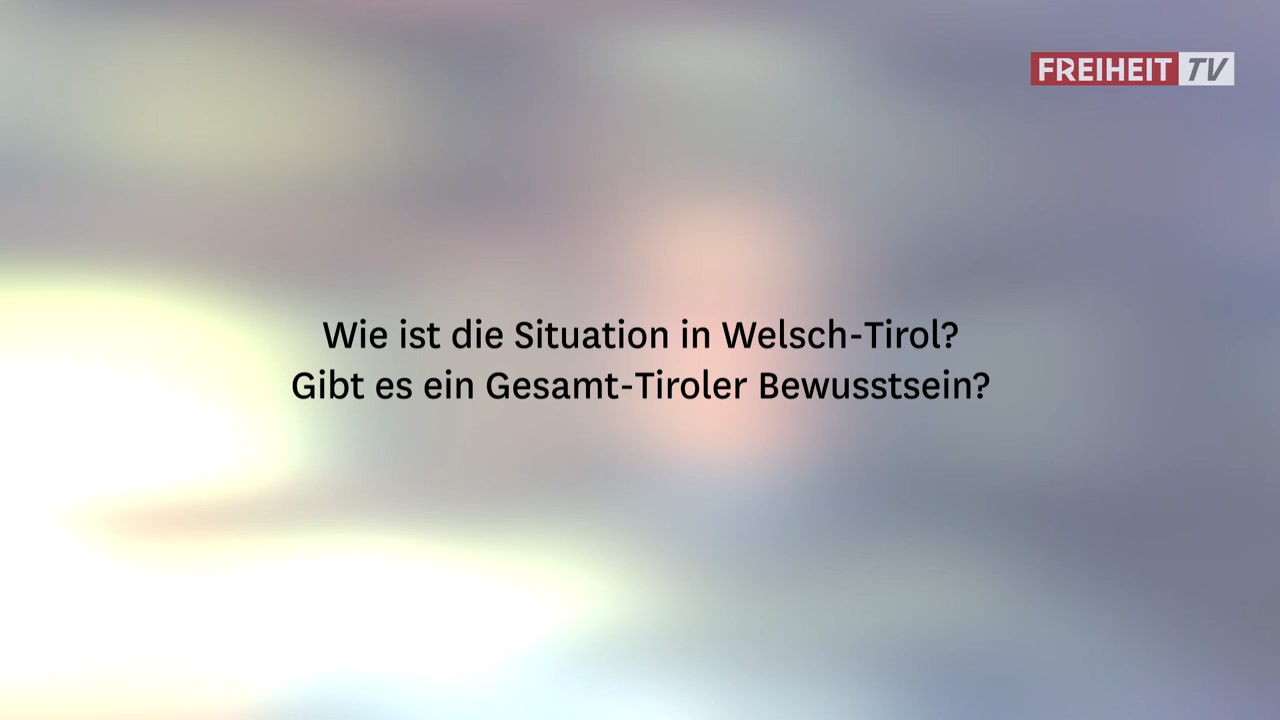 FREIHEIT TV
Wie ist die Situation in Welsch-Tirol?
Gibt es ein Gesamt-Tiroler Bewusstsein?